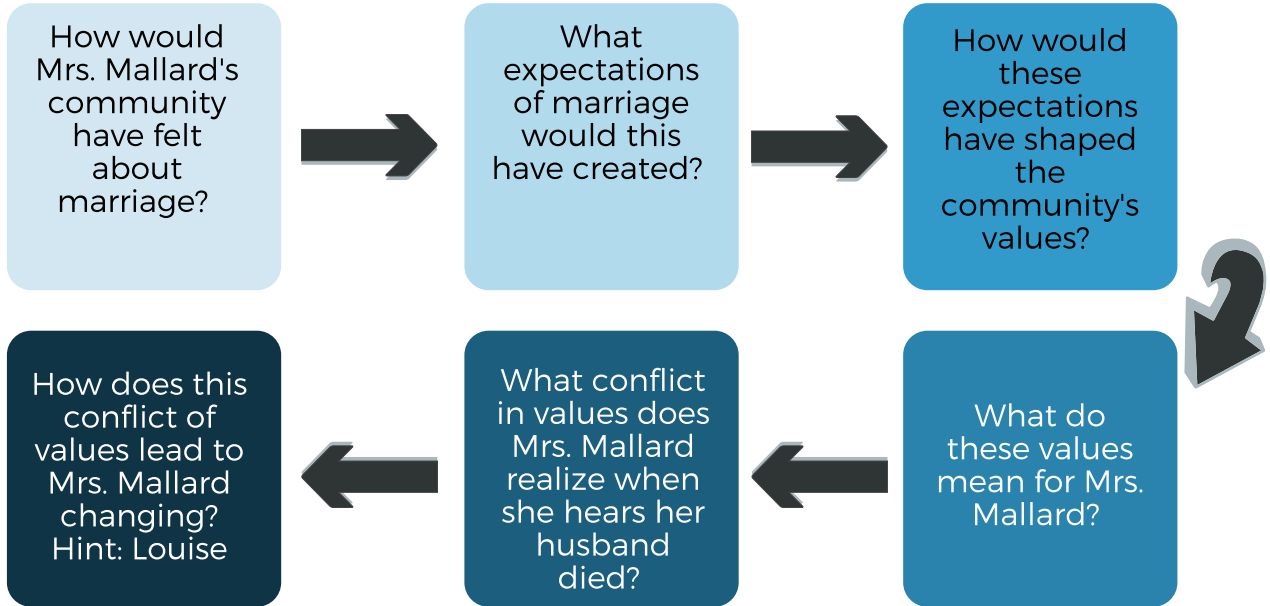 How would
Mrs. Mallard's
community
have felt
about
marriage?
What
expectations
of marriage
would this
have created?
How would
these
expectations
have shaped
the
community's
values?
What do
these values
mean for Mrs.
Mallard?
What conflict
in values does
Mrs. Mallard
realize when
she hears her
husband
died?
How does this
conflict of
values lead to
Mrs. Mallard
changing?
Hint: Louise